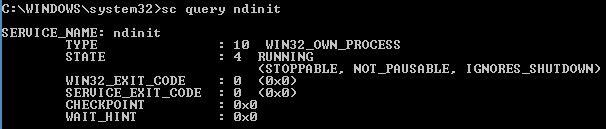 C:\WINDOWS\system32>sc query ndinit
SERVICE_NAME: ndinit
TYPE : 10 WIN32_OWN_PROCESS
STATE : 4 RUNNING
(STOPPABLE, NOT_PAUSABLE, IGNORES_SHUTDOWN)
WIN32_EXIT_CODE : 0 (0x0)
SERVICE_EXIT_CODE : 0 (0x0)
CHECKPOINT : 0x0
WAIT_HINT : 0x0